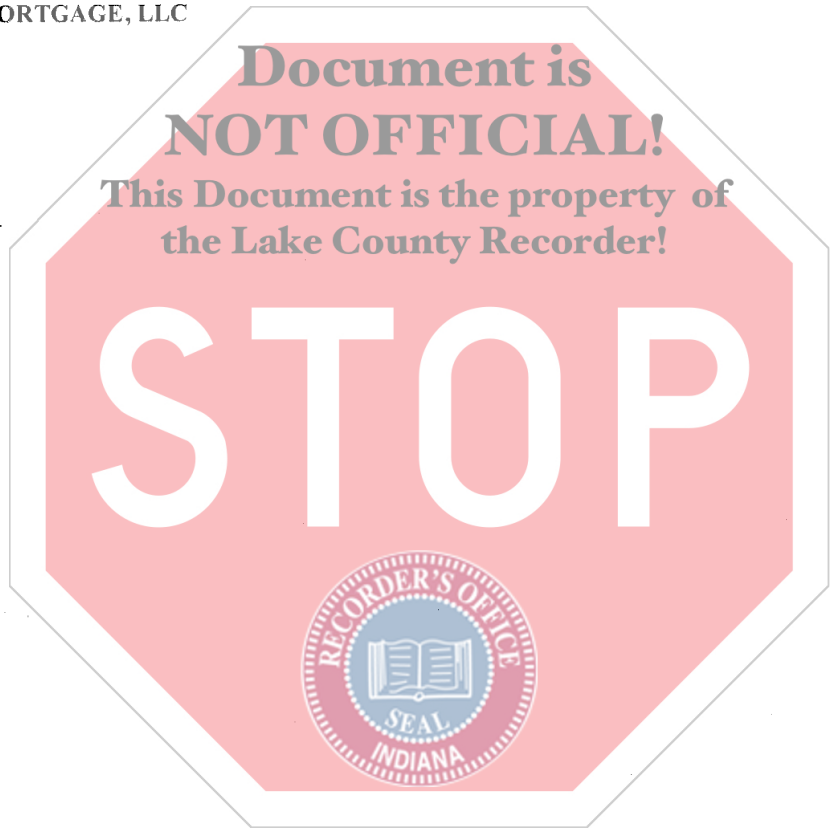 ORTGAGE, LLC
Document is
NOT OFFICIAL!
This Document is the property of
the Lake County Recorder!
STOP
RECORDER'S OFFICE
SEAL
INDIANA